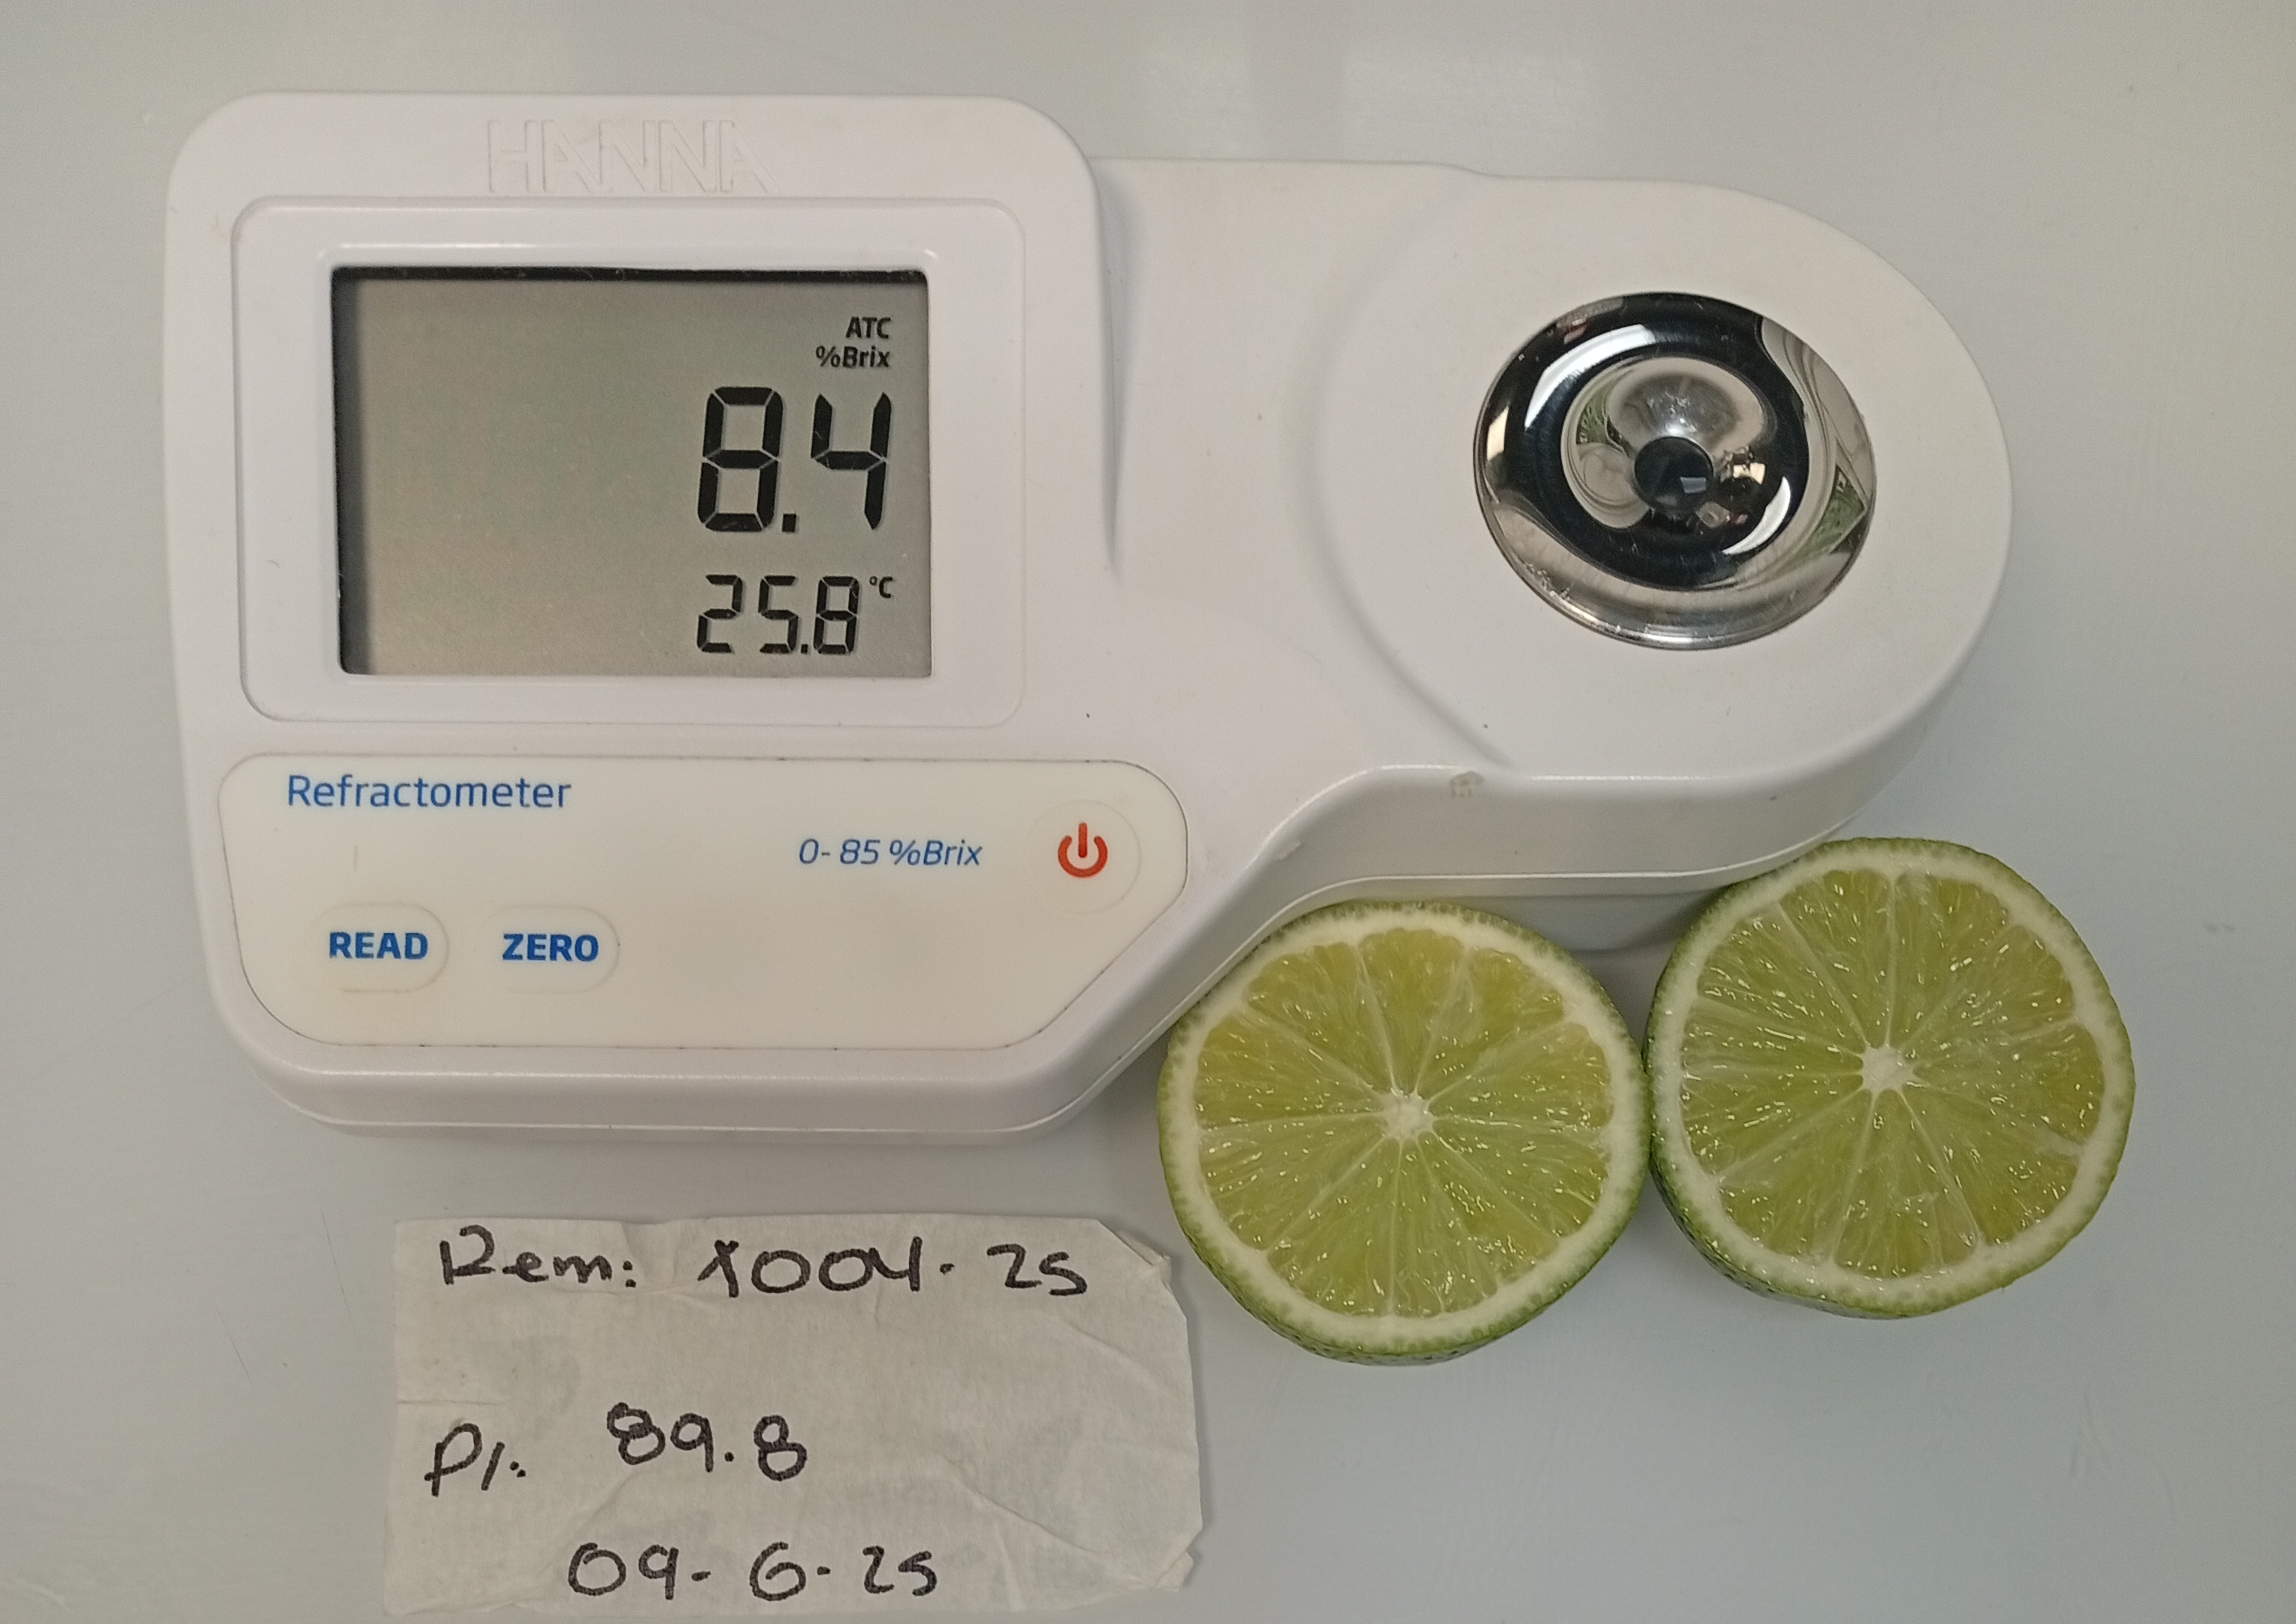 HANNA
ATC
%Brix
8.4
25.8 °C
Refractometer
0-85 %Brix
READ ZERO
Rem: 1004-25
P1: 89.8
09-6-25